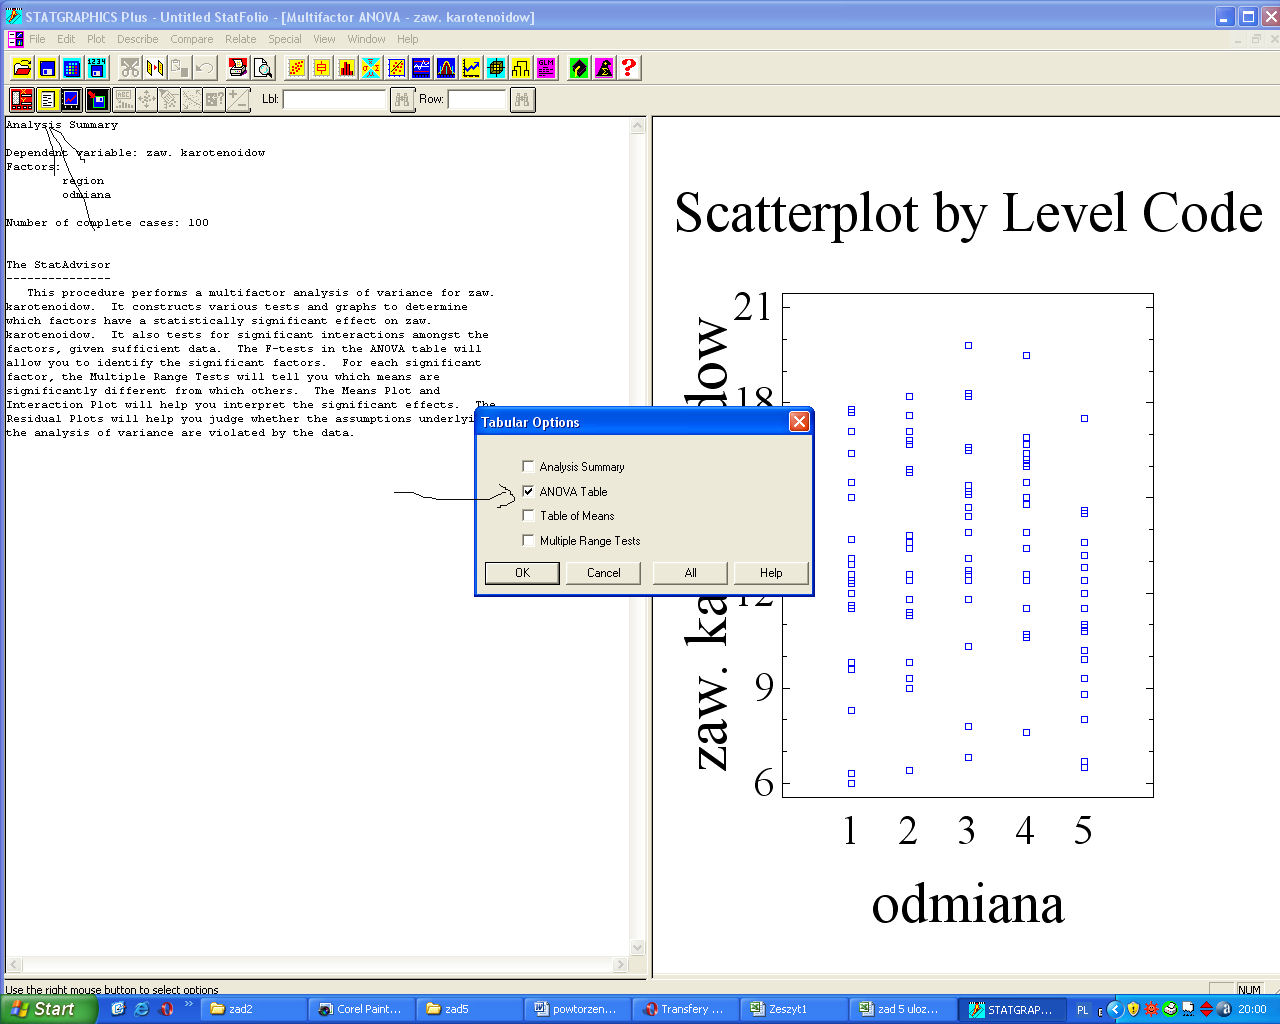 STATGRAPHICS Plus - Untitled StatFolio - [Multifactor ANOVA - zaw. karotenoidow]
File Edit Plot Describe Compare Relate Special View Window Help
1234
GLM
Lbl: Row:
Analysis Summary
Dependent variable: zaw. karotenoidow
Factors:
region
odmiana
Number of complete cases: 100
The StatAdvisor
---------------
This procedure performs a multifactor analysis of variance for zaw.
karotenoidow. It constructs various tests and graphs to determine
which factors have a statistically significant effect on zaw.
karotenoidow. It also tests for significant interactions amongst the
factors, given sufficient data. The F-tests in the ANOVA table will
allow you to identify the significant factors. For each significant
factor, the Multiple Range Tests will tell you which means are
significantly different from which others. The Means Plot and
Interaction Plot will help you interpret the significant effects. The
Residual Plots will help you judge whether the assumptions underlyi
the analysis of variance are violated by the data.
Tabular Options
Analysis Summary
ANOVA Table
Table of Means
Multiple Range Tests
OK Cancel All Help
Scatterplot by Level Code
zaw. ka dow
21
18
12
9
6
1 2 3 4 5
odmiana
Use the right mouse button to select options
NUM
Start
zad2
Corel Paint...
zad5
powtorzen...
Transfery ...
Zeszyt1
zad 5 uloz...
STATGRAP...
PL
20:00